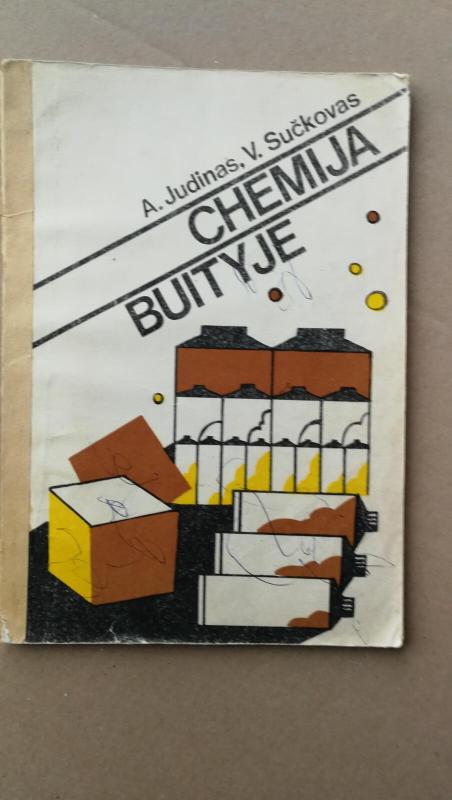 A. Judinas, V. Sučkovas
CHEMIJA
BUITYJE